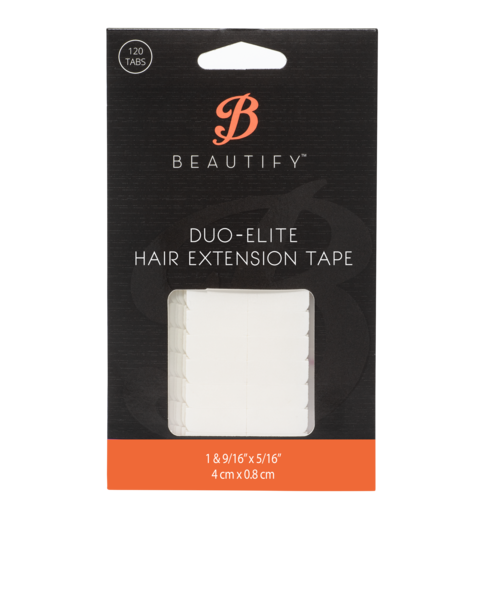 120
TABS
B
BEAUTIFY™
DUO-ELITE
HAIR EXTENSION TAPE
1 & 9/16” x 5/16”
4 cm x 0.8 cm